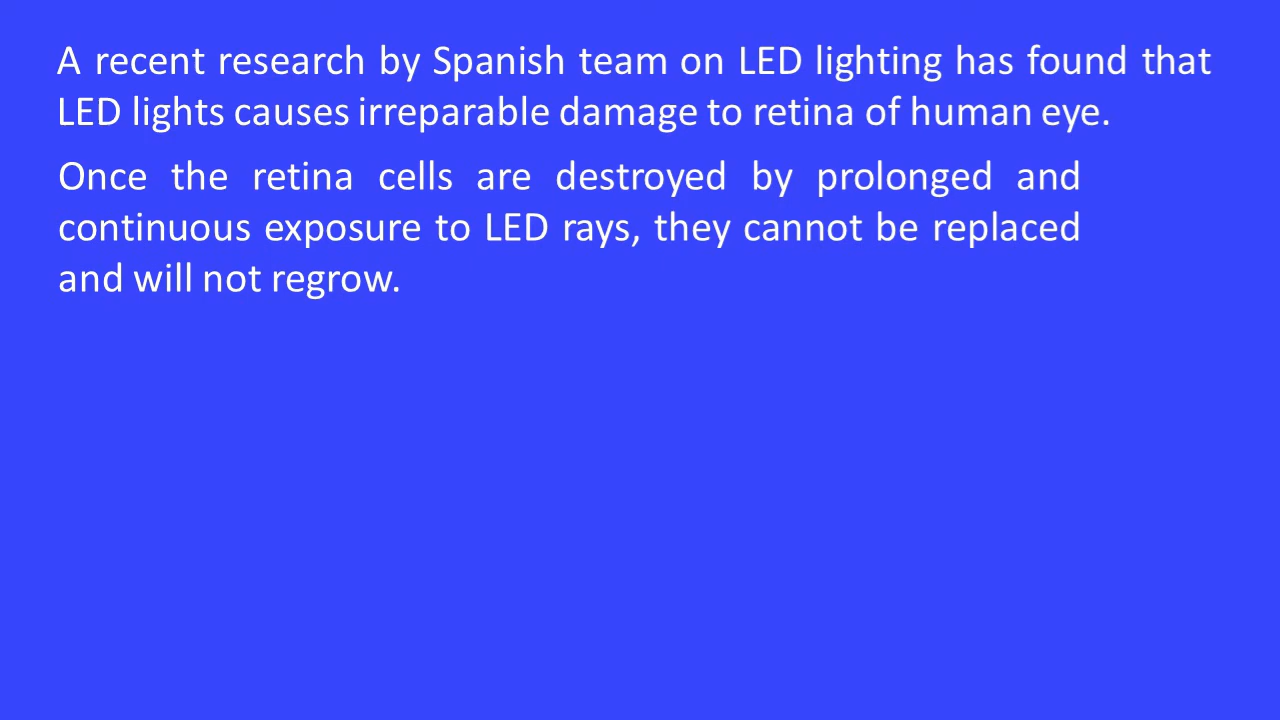 A recent research by Spanish team on LED lighting has found that
LED lights causes irreparable damage to retina of human eye.
Once the retina cells are destroyed by prolonged and
continuous exposure to LED rays, they cannot be replaced
and will not regrow.